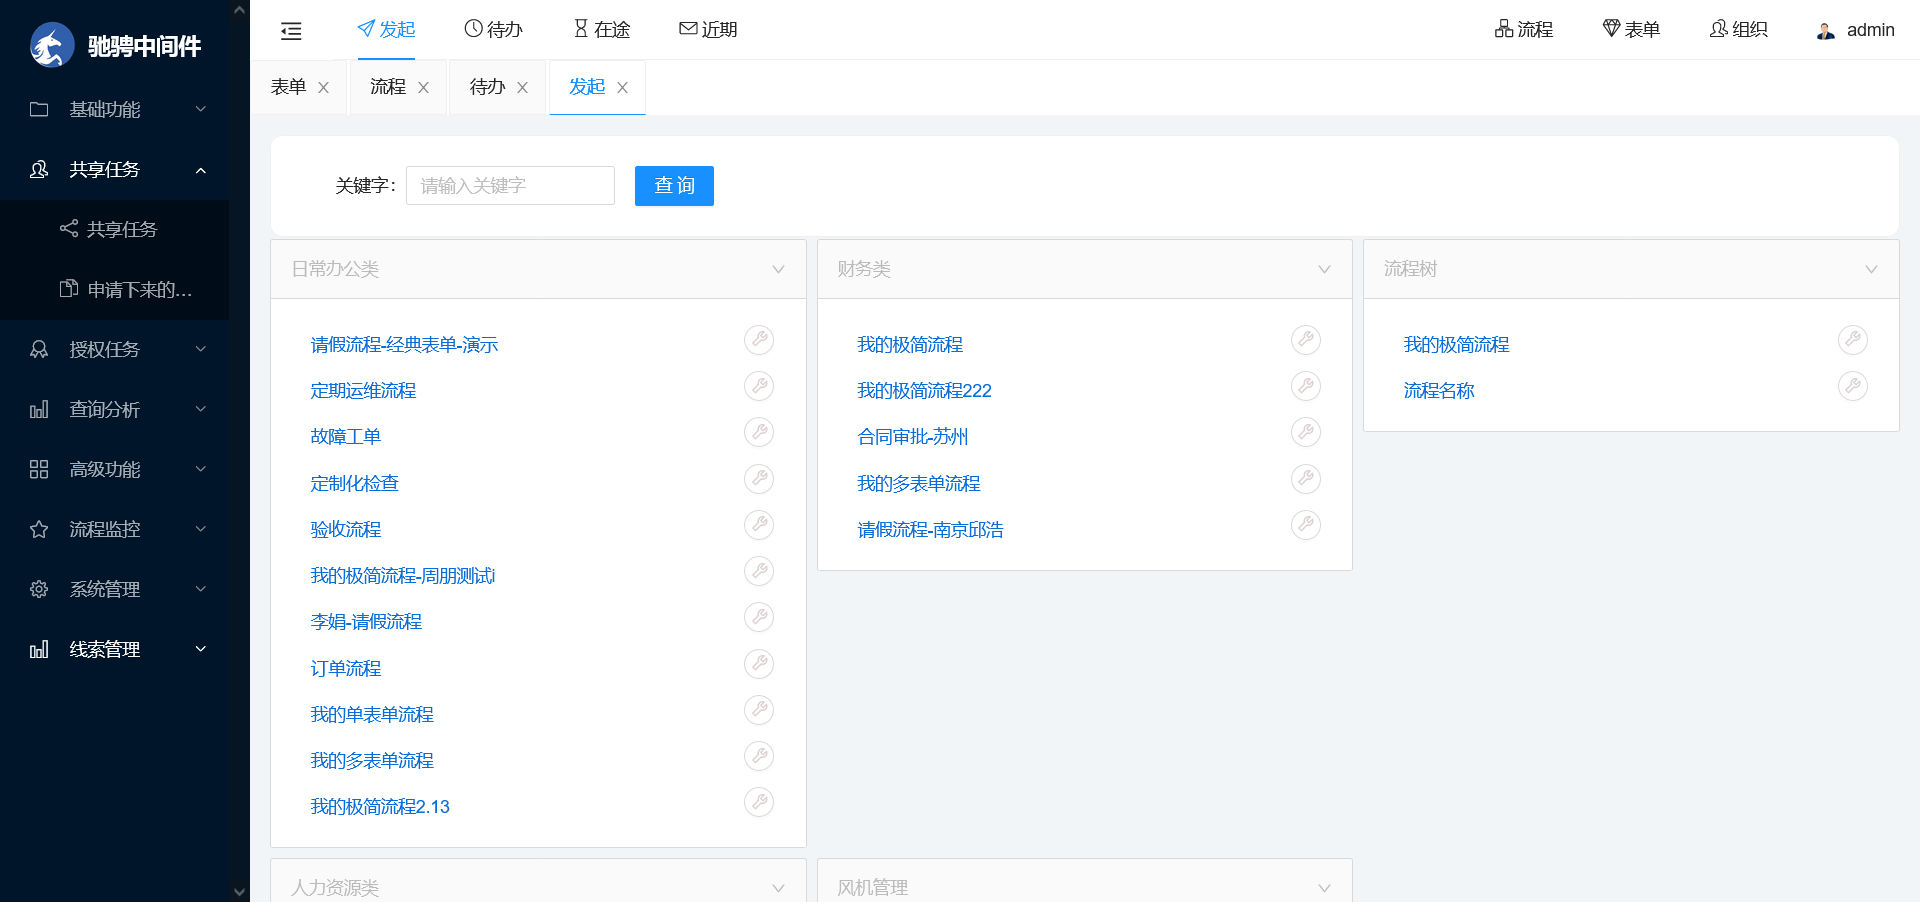 驰骋中间件
发起
待办
在途
近期
流程
表单
组织
admin
表单
流程
待办
发起
基础功能
共享任务
共享任务
申请下来的...
授权任务
查询分析
高级功能
流程监控
系统管理
线索管理
关键字：
请输入关键字
查 询
日常办公类
请假流程-经典表单-演示
定期运维流程
故障工单
定制化检查
验收流程
我的极简流程-周朋测试i
李娟-请假流程
订单流程
我的单表单流程
我的多表单流程
我的极简流程2.13
财务类
我的极简流程
我的极简流程222
合同审批-苏州
我的多表单流程
请假流程-南京邱浩
流程树
我的极简流程
流程名称
人力资源类
风机管理